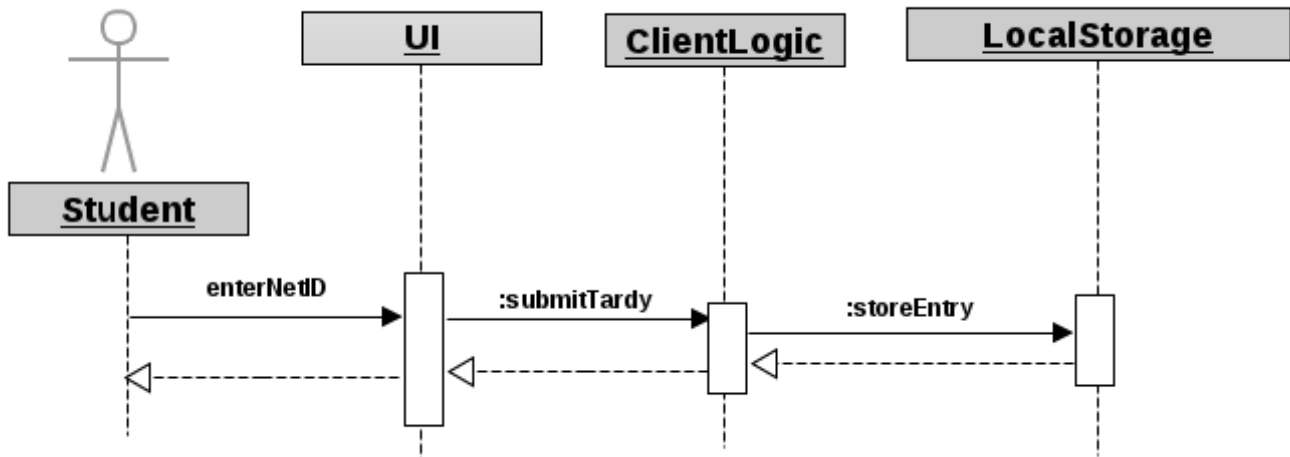 UI
ClientLogic
LocalStorage
Student
enterNetID
:submitTardy
:storeEntry